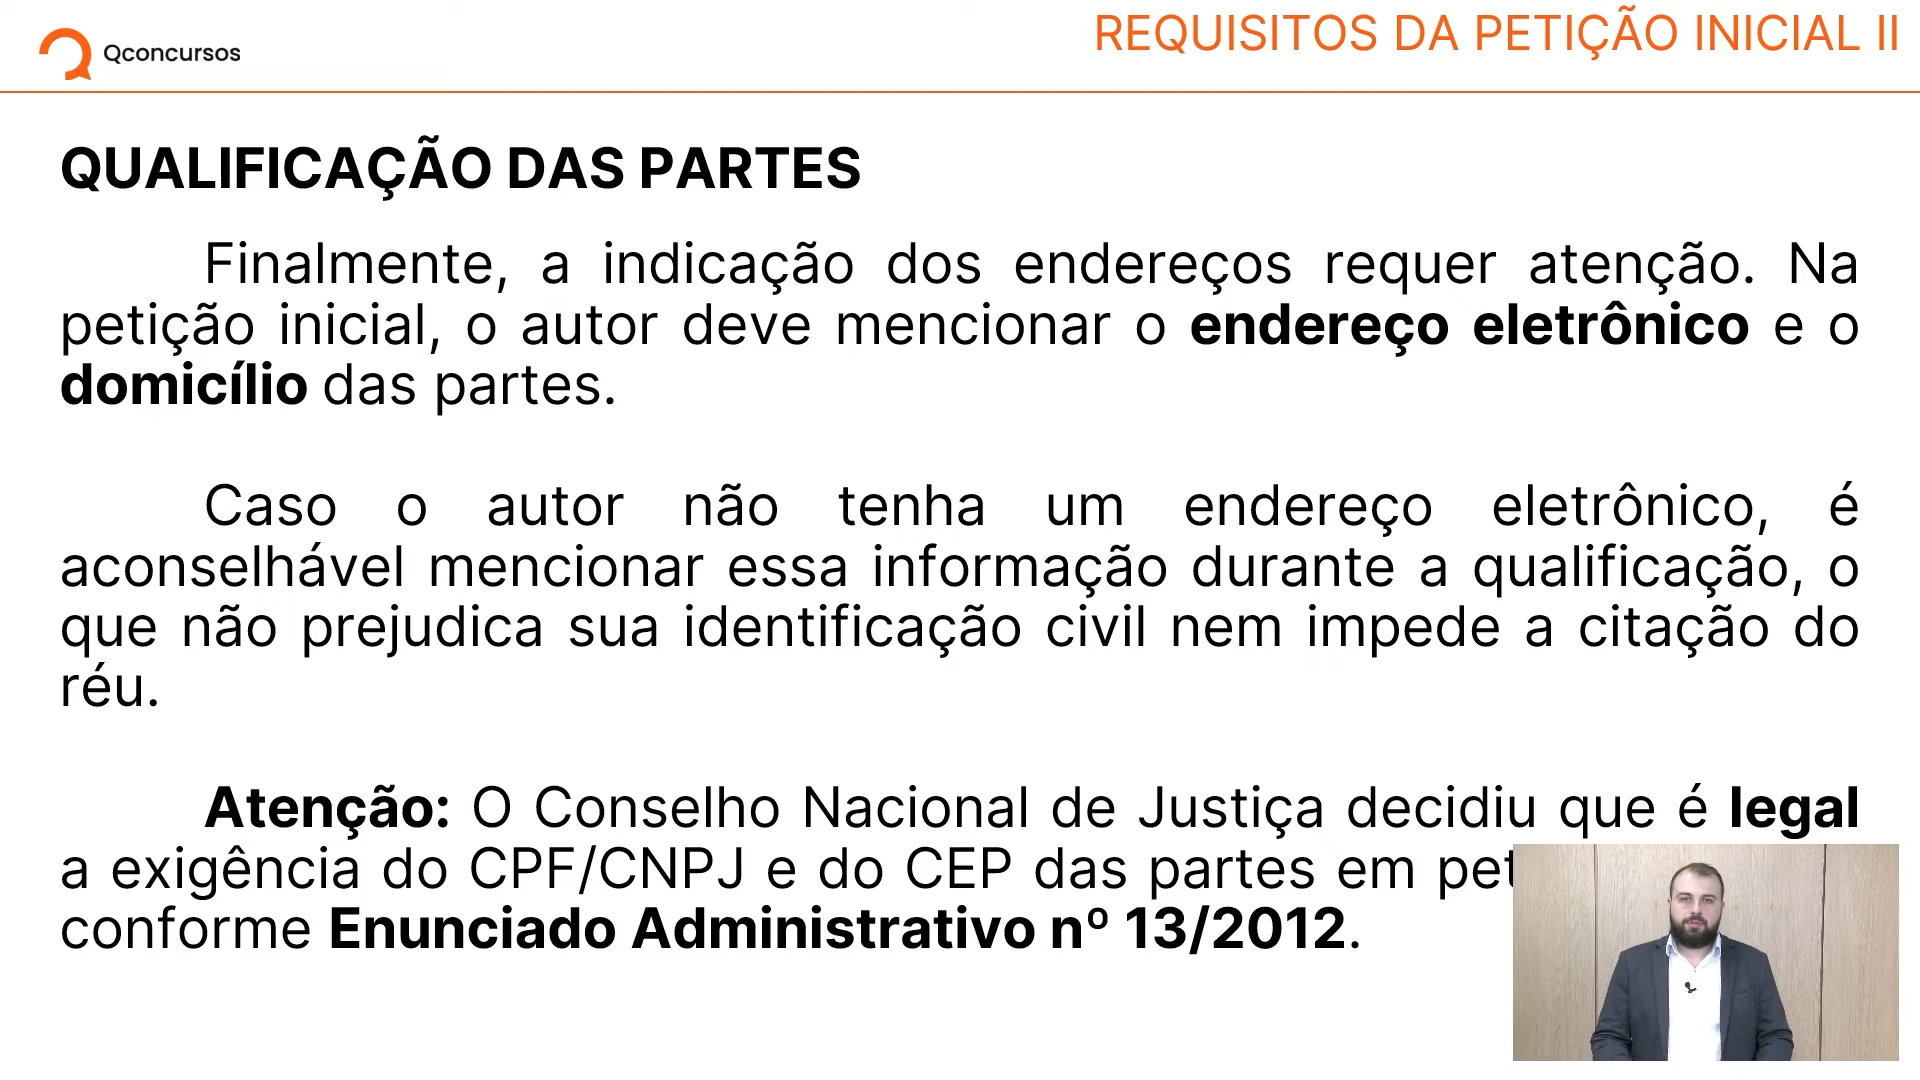 Qconcursos
REQUISITOS DA PETIÇÃO INICIAL II
QUALIFICAÇÃO DAS PARTES
Finalmente, a indicação dos endereços requer atenção. Na
petição inicial, o autor deve mencionar o endereço eletrônico e o
domicílio das partes.
Caso o autor não tenha um endereço eletrônico, é
aconselhável mencionar essa informação durante a qualificação, o
que não prejudica sua identificação civil nem impede a citação do
réu.
Atenção: O Conselho Nacional de Justiça decidiu que é legal
a exigência do CPF/CNPJ e do CEP das partes em
conforme Enunciado Administrativo nº 13/2012.